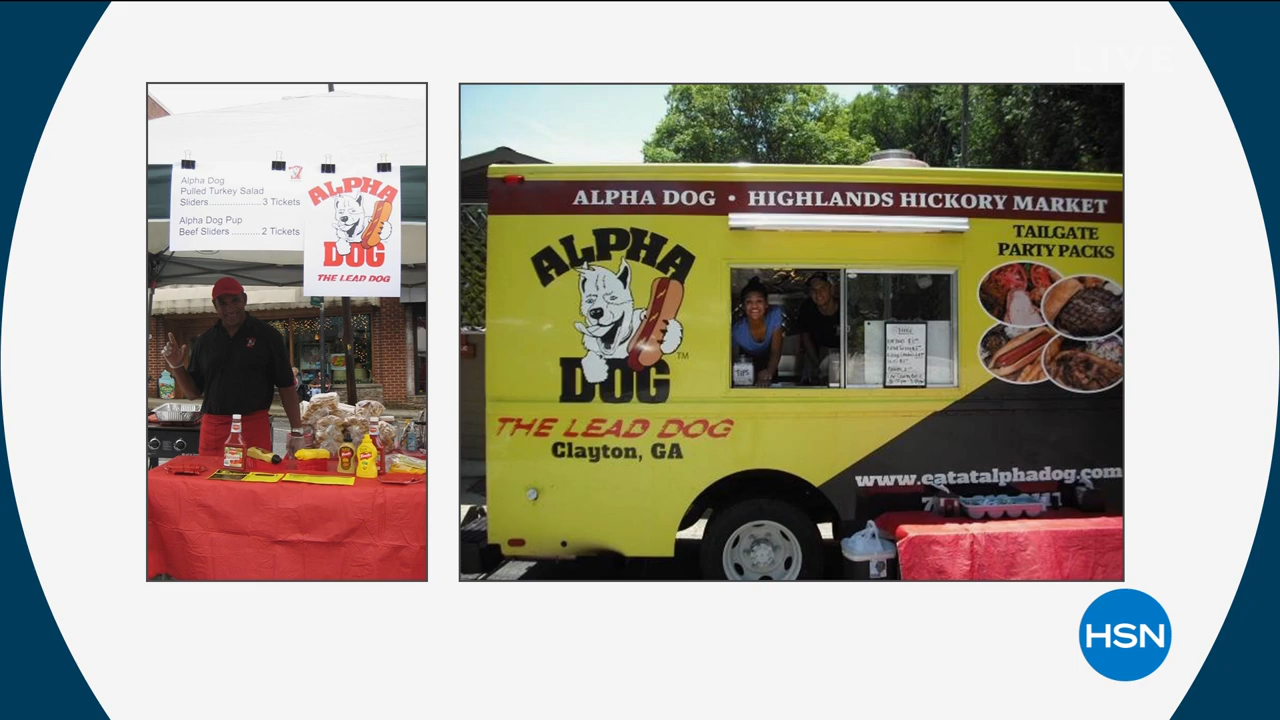 LIVE
Alpha Dog
Pulled Turkey Salad
Sliders....................3 Tickets
Alpha Dog Pup
Beef Sliders ...........2 Tickets
ALPHA
DOG
THE LEAD DOG
ALPHA DOG • HIGHLANDS HICKORY MARKET
TAILGATE
PARTY PACKS
ALPHA
DOG
TM
THE LEAD DOG
Clayton, GA
TIPS
www.eatatalphadog.com
HSN